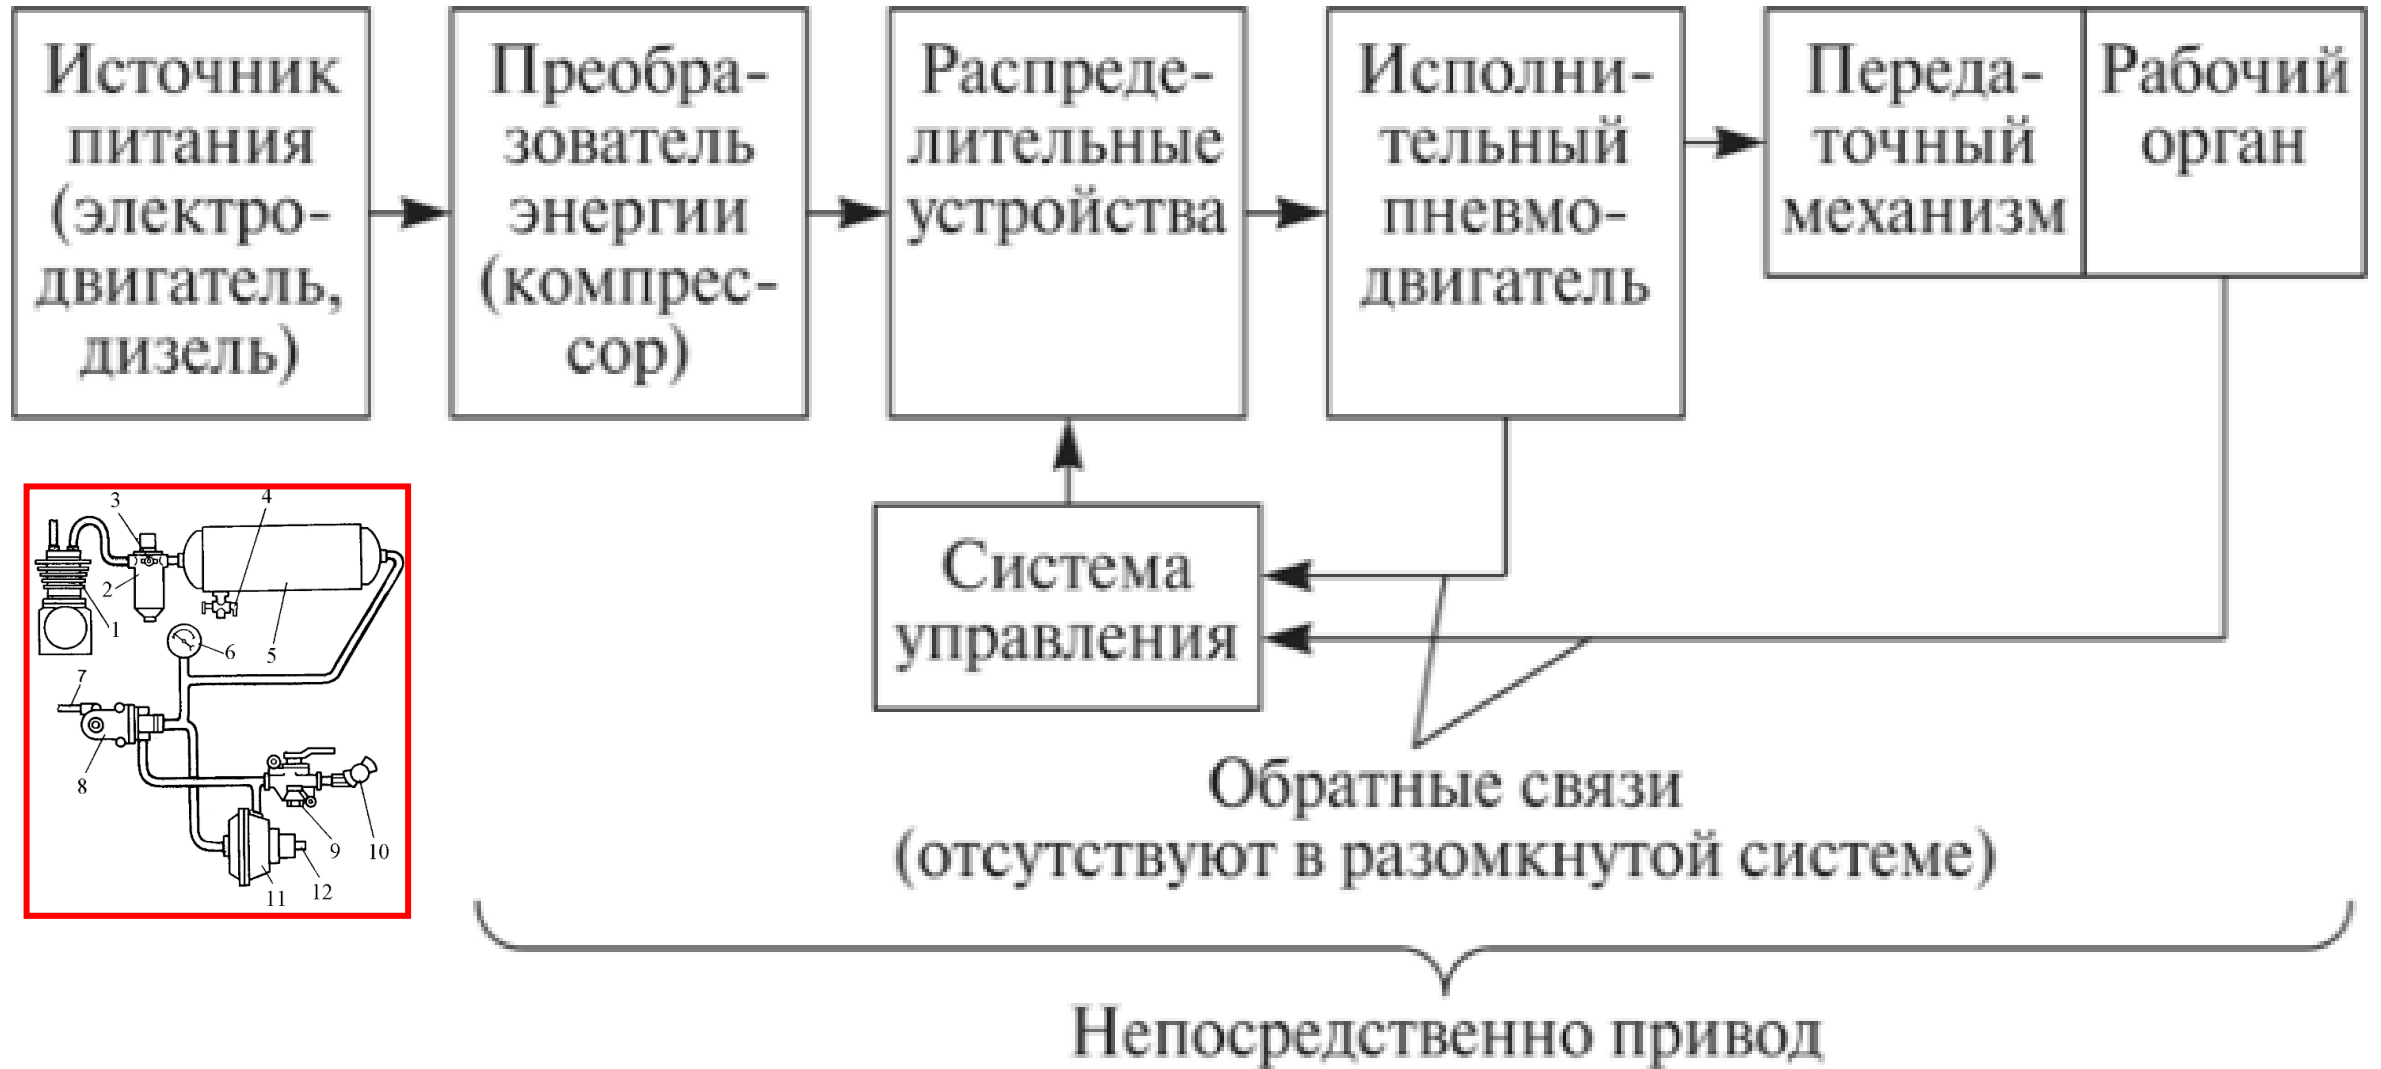 Источник
питания
(электро-
двигатель,
дизель)
Преобра-
зователь
энергии
(компрес-
сор)
Распреде-
лительные
устройства
Исполни-
тельный
пневмо-
двигатель
Переда-
точный
механизм
Рабочий
орган
Система
управления
Обратные связи
(отсутствуют в разомкнутой системе)
Непосредственно привод
3
4
2
1
6
5
7
8
9
10
11
12